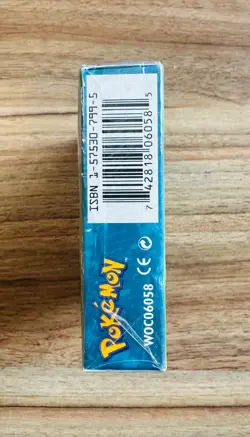 ISBN 1-57530-799-5
7 42818 06058 5
POKéMON
WOC06058 CE